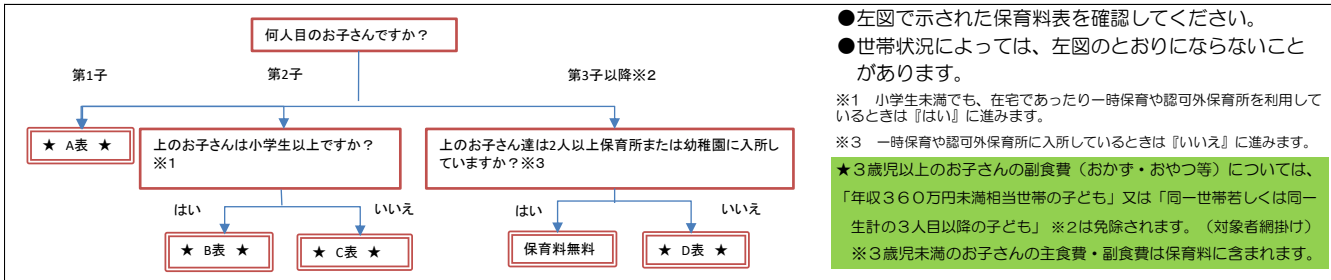 何人目のお子さんですか？
第1子
第2子
第3子以降※２
★ A表 ★
上のお子さんは小学生以上ですか？
※1
上のお子さん達は2人以上保育所または幼稚園に入所し
ていますか？※３
はい
いいえ
はい
いいえ
★ B表 ★
★ C表 ★
保育料無料
★ D表 ★
●左図で示された保育料表を確認してください。
●世帯状況によっては、左図のとおりにならないこと
があります。
※１　小学生未満でも、在宅であったり一時保育や認可外保育所を利用して
いるときは『はい』に進みます。
※３　一時保育や認可外保育所に入所しているときは『いいえ』に進みます。
★３歳児以上のお子さんの副食費（おかず・おやつ等）については、
「年収３６０万円未満相当世帯の子ども」又は「同一世帯若しくは同一
生計の３人目以降の子ども」 ※２は免除されます。（対象者網掛け）
※３歳児未満のお子さんの主食費・副食費は保育料に含まれます。